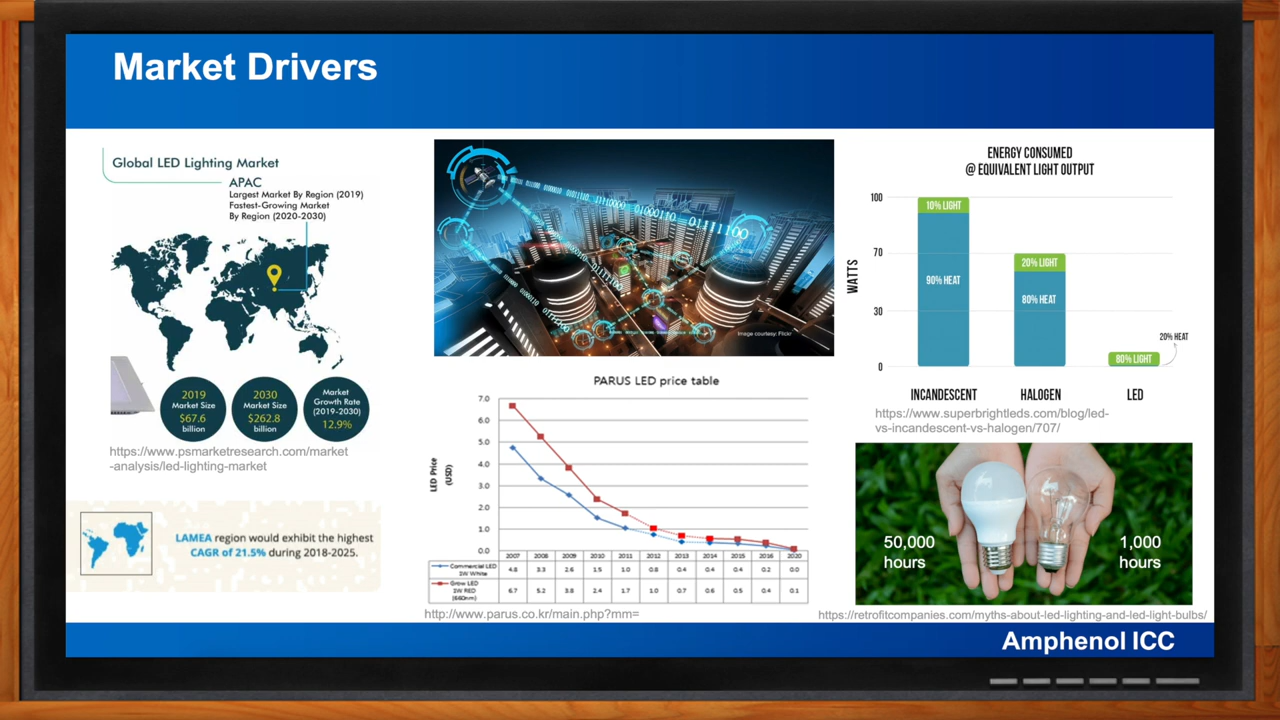 Market Drivers
Global LED Lighting Market
APAC
Largest Market By Region (2019)
Fastest-Growing Market
By Region (2020-2030)
2019
Market Size
$67.6
billion
2030
Market Size
$262.8
billion
Market
Growth Rate
(2019-2030)
12.9%
https://www.psmarketresearch.com/market
-analysis/led-lighting-market
LAMEA region would exhibit the highest
CAGR of 21.5% during 2018-2025.
01000110
01111100
Image courtesy: Flickr
PARUS LED price table
LED Price
(USD)
7.0
6.0
5.0
4.0
3.0
2.0
1.0
0.0
2007 2008 2009 2010 2011 2012 2013 2014 2015 2016 2020
Commercial LED
1W White
4.8 3.3 2.6 1.5 1.0 0.8 0.4 0.4 0.4 0.2 0.0
Grow LED
1W RED
(660nm)
6.7 5.2 3.8 2.4 1.7 1.0 0.7 0.6 0.5 0.4 0.1
http://www.parus.co.kr/main.php?mm=
ENERGY CONSUMED
@ EQUIVALENT LIGHT OUTPUT
WATTS
100
70
30
0
10% LIGHT
90% HEAT
20% LIGHT
80% HEAT
80% LIGHT
20% HEAT
INCANDESCENT HALOGEN LED
https://www.superbrightleds.com/blog/led-
vs-incandescent-vs-halogen/707/
50,000
hours
1,000
hours
https://retrofitcompanies.com/myths-about-led-lighting-and-led-light-bulbs/
Amphenol ICC